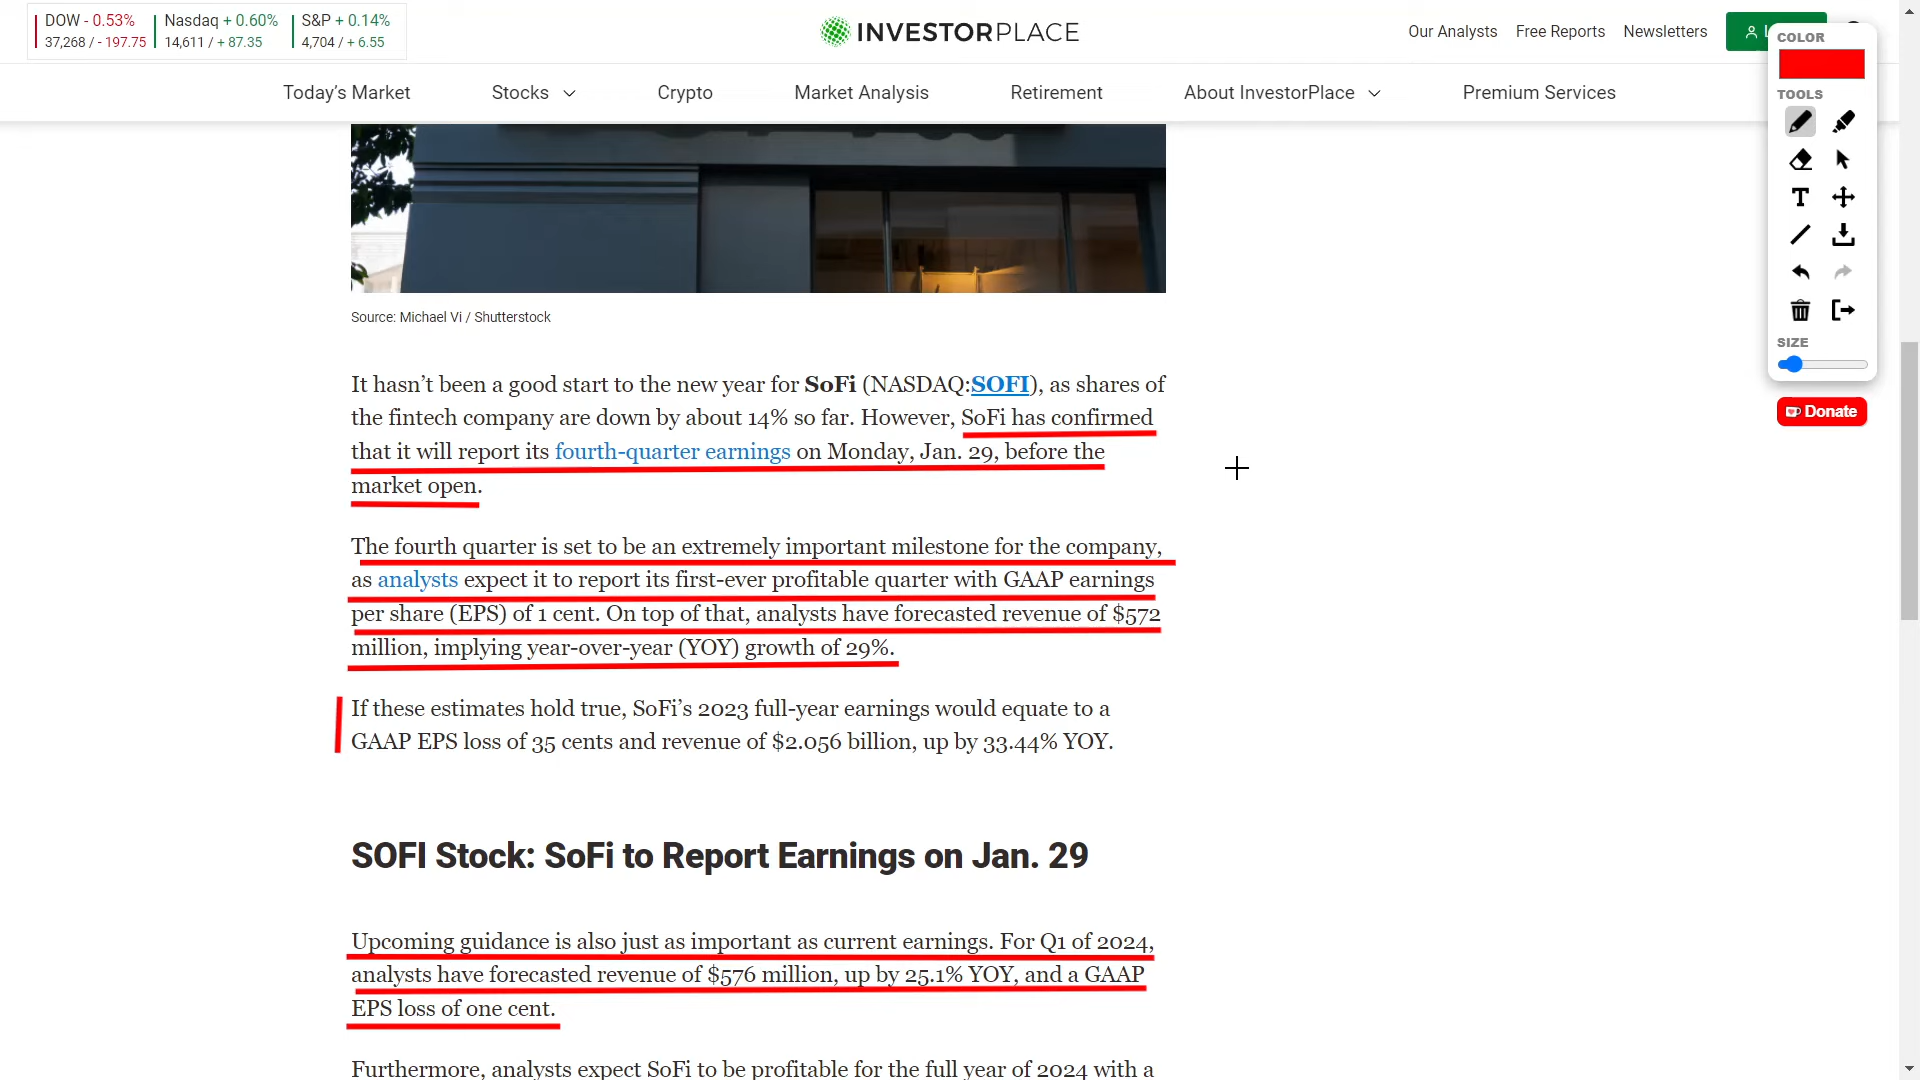 DOW - 0.53%
37,268 / - 197.75
Nasdaq + 0.60%
14,611 / + 87.35
S&P + 0.14%
4,704 / + 6.55
INVESTORPLACE
Our Analysts
Free Reports
Newsletters
Today’s Market
Stocks
Crypto
Market Analysis
Retirement
About InvestorPlace
Premium Services
COLOR
TOOLS
SIZE
Donate
Source: Michael Vi / Shutterstock
It hasn’t been a good start to the new year for SoFi (NASDAQ:SOFI), as shares of
the fintech company are down by about 14% so far. However, SoFi has confirmed
that it will report its fourth-quarter earnings on Monday, Jan. 29, before the
market open.
The fourth quarter is set to be an extremely important milestone for the company,
as analysts expect it to report its first-ever profitable quarter with GAAP earnings
per share (EPS) of 1 cent. On top of that, analysts have forecasted revenue of $572
million, implying year-over-year (YOY) growth of 29%.
If these estimates hold true, SoFi’s 2023 full-year earnings would equate to a
GAAP EPS loss of 35 cents and revenue of $2.056 billion, up by 33.44% YOY.
SOFI Stock: SoFi to Report Earnings on Jan. 29
Upcoming guidance is also just as important as current earnings. For Q1 of 2024,
analysts have forecasted revenue of $576 million, up by 25.1% YOY, and a GAAP
EPS loss of one cent.
Furthermore, analysts expect SoFi to be profitable for the full year of 2024 with a